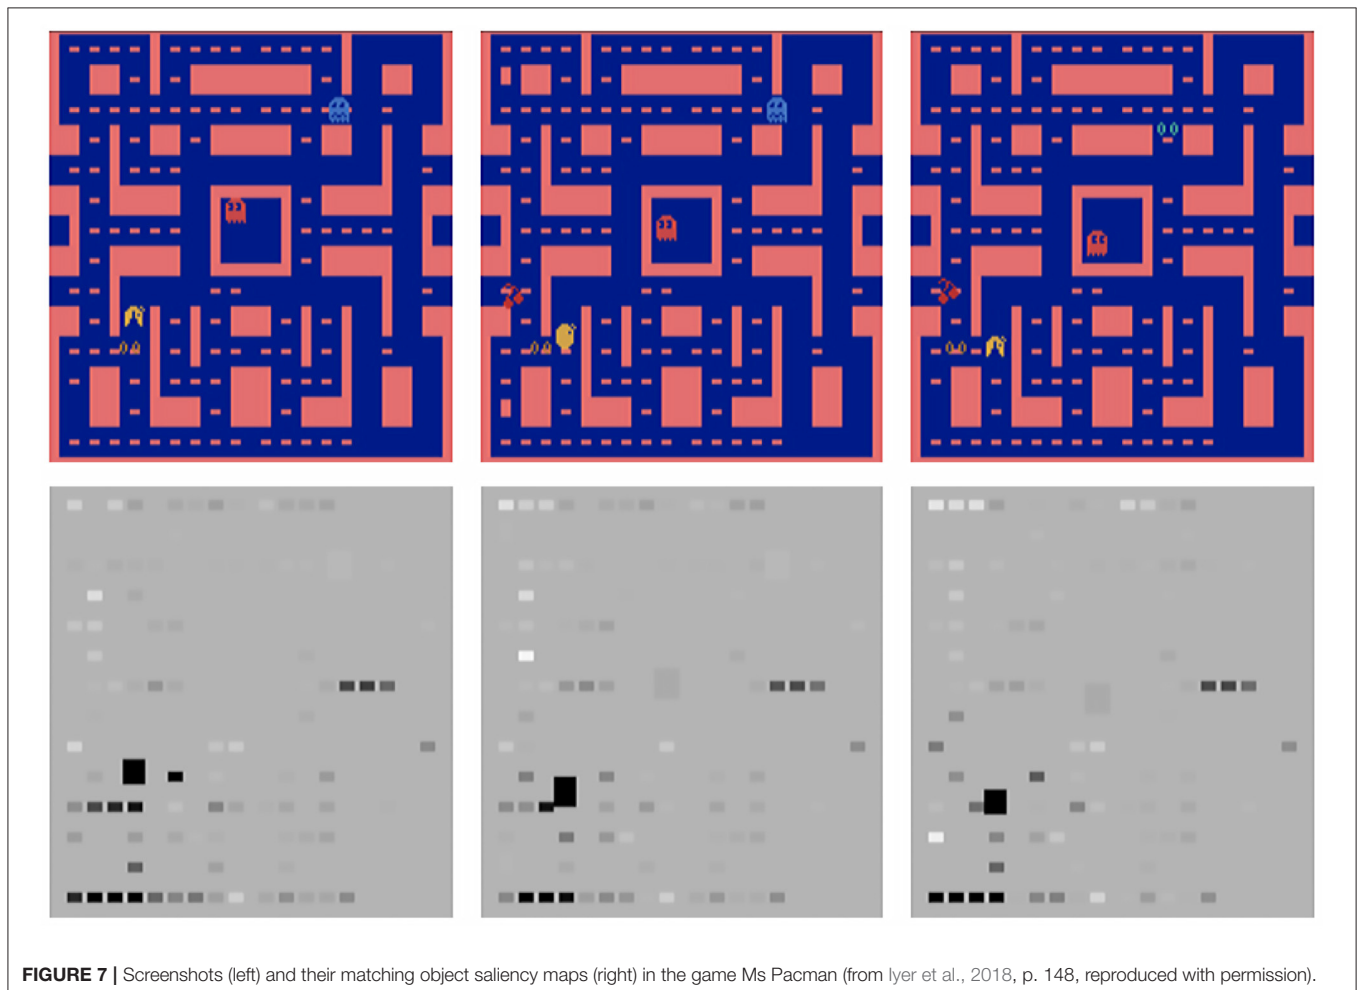 FIGURE 7 | Screenshots (left) and their matching object saliency maps (right) in the game Ms Pacman (from Iyer et al., 2018, p. 148, reproduced with permission).